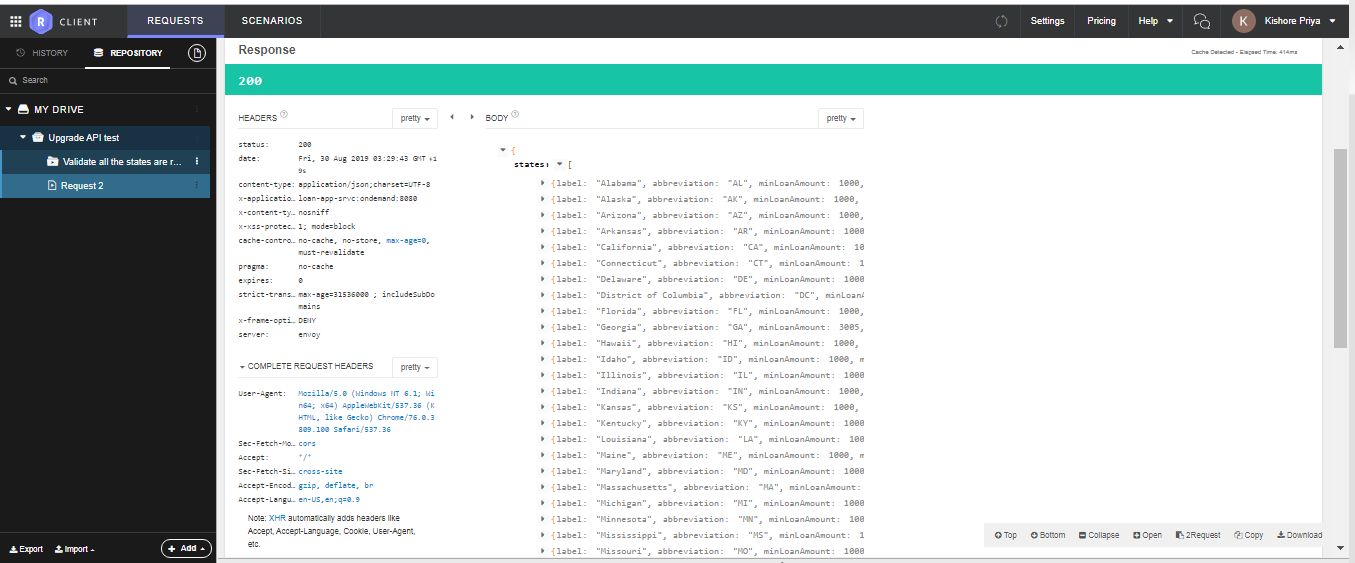 R CLIENT REQUESTS SCENARIOS Settings Pricing Help K Kishore Priya
HISTORY REPOSITORY
Search
MY DRIVE
Upgrade API test
Validate all the states are r...
Request 2
Export Import Add
Response Cache Detected - Elapsed Time: 414ms
200
HEADERS pretty
status: 200
date: Fri, 30 Aug 2019 03:29:43 GMT +1
9s
content-type: application/json;charset=UTF-8
x-applicatio... loan-app-srvc:ondemand:8080
x-content-ty... nosniff
x-xss-protec... 1; mode=block
cache-contro... no-cache, no-store, max-age=0,
must-revalidate
pragma: no-cache
expires: 0
strict-trans... max-age=31536000 ; includeSubDo
mains
x-frame-opti... DENY
server: envoy
COMPLETE REQUEST HEADERS pretty
User-Agent: Mozilla/5.0 (Windows NT 6.1; Wi
n64; x64) AppleWebKit/537.36 (K
HTML, like Gecko) Chrome/76.0.3
809.100 Safari/537.36
Sec-Fetch-Mo... cors
Accept: */*
Sec-Fetch-Si... cross-site
Accept-Encod... gzip, deflate, br
Accept-Langu... en-US,en;q=0.9
Note: XHR automatically adds headers like
Accept, Accept-Language, Cookie, User-Agent,
etc.
BODY pretty
{
states: [
{label: "Alabama", abbreviation: "AL", minLoanAmount: 1000,
{label: "Alaska", abbreviation: "AK", minLoanAmount: 1000,
{label: "Arizona", abbreviation: "AZ", minLoanAmount: 1000,
{label: "Arkansas", abbreviation: "AR", minLoanAmount: 1000
{label: "California", abbreviation: "CA", minLoanAmount: 10
{label: "Connecticut", abbreviation: "CT", minLoanAmount: 1
{label: "Delaware", abbreviation: "DE", minLoanAmount: 1000
{label: "District of Columbia", abbreviation: "DC", minLoanA
{label: "Florida", abbreviation: "FL", minLoanAmount: 1000,
{label: "Georgia", abbreviation: "GA", minLoanAmount: 3005,
{label: "Hawaii", abbreviation: "HI", minLoanAmount: 1000,
{label: "Idaho", abbreviation: "ID", minLoanAmount: 1000, m
{label: "Illinois", abbreviation: "IL", minLoanAmount: 1000
{label: "Indiana", abbreviation: "IN", minLoanAmount: 1000,
{label: "Kansas", abbreviation: "KS", minLoanAmount: 1000,
{label: "Kentucky", abbreviation: "KY", minLoanAmount: 1000
{label: "Louisiana", abbreviation: "LA", minLoanAmount: 100
{label: "Maine", abbreviation: "ME", minLoanAmount: 1000, m
{label: "Maryland", abbreviation: "MD", minLoanAmount: 1000
{label: "Massachusetts", abbreviation: "MA", minLoanAmount:
{label: "Michigan", abbreviation: "MI", minLoanAmount: 1000
{label: "Minnesota", abbreviation: "MN", minLoanAmount: 100
{label: "Mississippi", abbreviation: "MS", minLoanAmount: 1
{label: "Missouri", abbreviation: "MO", minLoanAmount: 1000
Top Bottom Collapse Open 2Request Copy Download